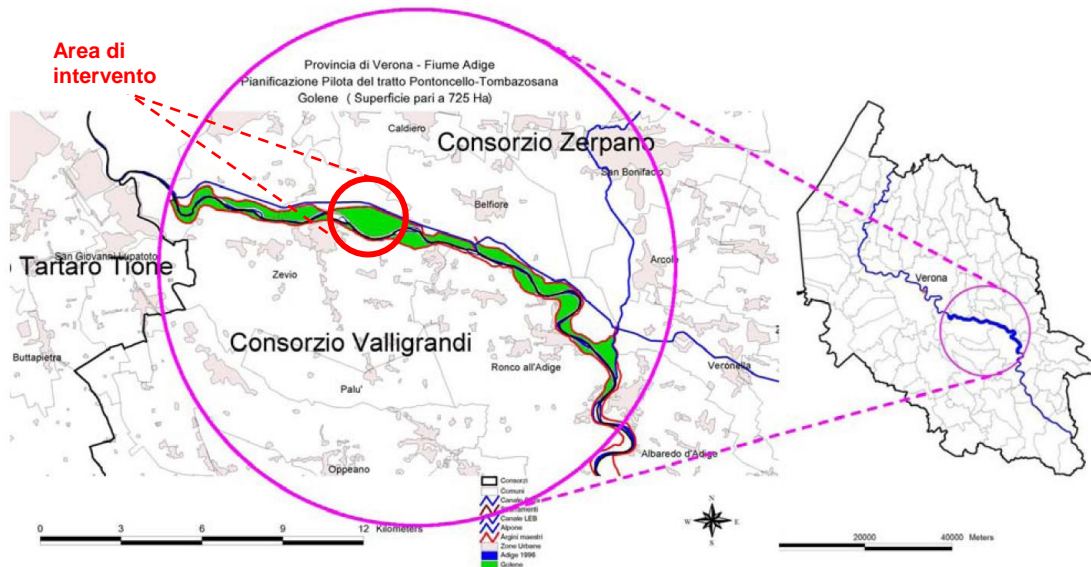 Area di
intervento
Provincia di Verona - Fiume Adige
Pianificazione Pilota del tratto Pontoncello-Tombazosana
Golene ( Superficie pari a 725 Ha)
Caldiero
Consorzio Zerpano
San Bonifacio
Belfiore
San Giovanni Lupatoto
Tartaro Tione
Zevio
Arcole
Verona
Consorzio Valligrandi
Buttapietra
Ronco all'Adige
Veronella
Palu'
Oppeano
Albaredo d'Adige
Consorzi
Comuni
Canale
Canale LEB
Alpone
Argini maestri
Zone Urbane
Adige 1996
Golene
N
W E
S
0 3 6 9 12 Kilometers
20000 40000 Meters